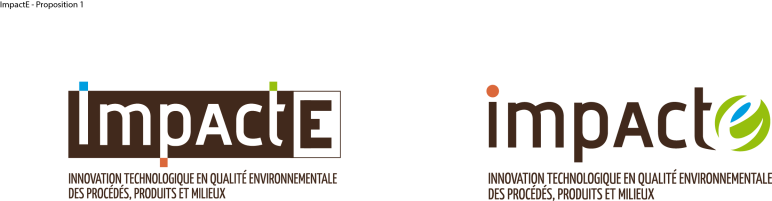 ImpactE - Proposition 1
ImpActE
INNOVATION TECHNOLOGIQUE EN QUALITÉ ENVIRONNEMENTALE
DES PROCÉDÉS, PRODUITS ET MILIEUX
impActe
INNOVATION TECHNOLOGIQUE EN QUALITÉ ENVIRONNEMENTALE
DES PROCÉDÉS, PRODUITS ET MILIEUX